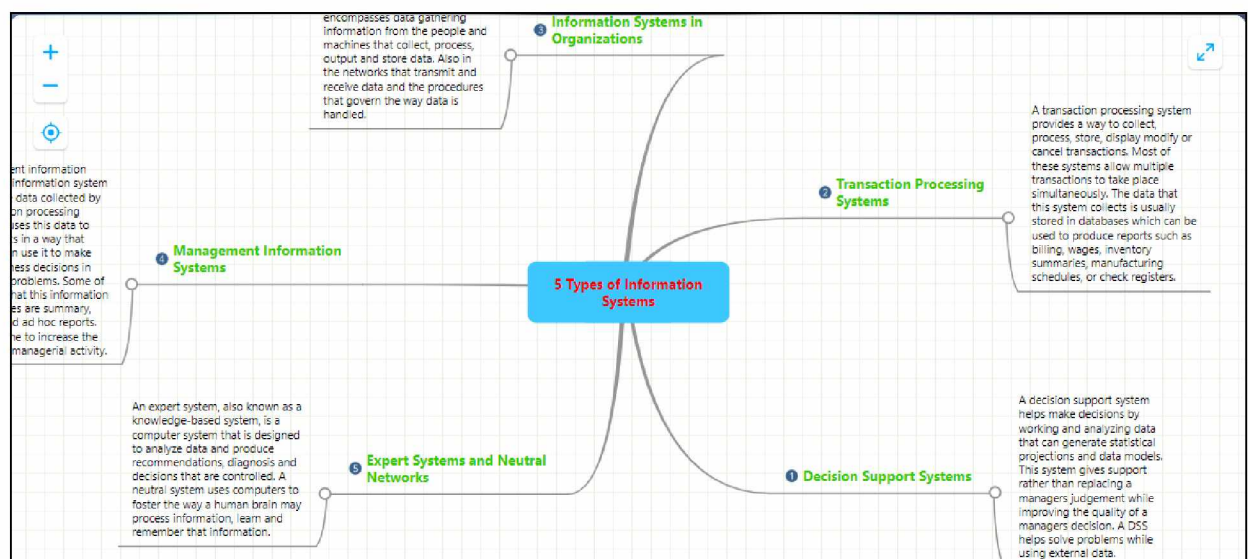 encompasses data gathering
information from the people and
machines that collect, process,
output and store data. Also in
the networks that transmit and
receive data and the procedures
that govern the way data is
handled.
3 Information Systems in
Organizations
A transaction processing system
provides a way to collect,
process, store, display modify or
cancel transactions. Most of
these systems allow multiple
transactions to take place
simultaneously. The data that
this system collects is usually
stored in databases which can be
used to produce reports such as
billing, wages, inventory
summaries, manufacturing
schedules, or check registers.
2 Transaction Processing
Systems
ent information
information system
data collected by
on processing
uses this data to
ts in a way that
n use it to make
ness decisions in
problems. Some of
hat this information
es are summary,
d ad hoc reports.
ne to increase the
managerial activity.
4 Management Information
Systems
5 Types of Information
Systems
An expert system, also known as a
knowledge-based system, is a
computer system that is designed
to analyze data and produce
recommendations, diagnosis and
decisions that are controlled. A
neutral system uses computers to
foster the way a human brain may
process information, learn and
remember that information.
5 Expert Systems and Neutral
Networks
1 Decision Support Systems
A decision support system
helps make decisions by
working and analyzing data
that can generate statistical
projections and data models.
This system gives support
rather than replacing a
managers judgement while
improving the quality of a
managers decision. A DSS
helps solve problems while
using external data.